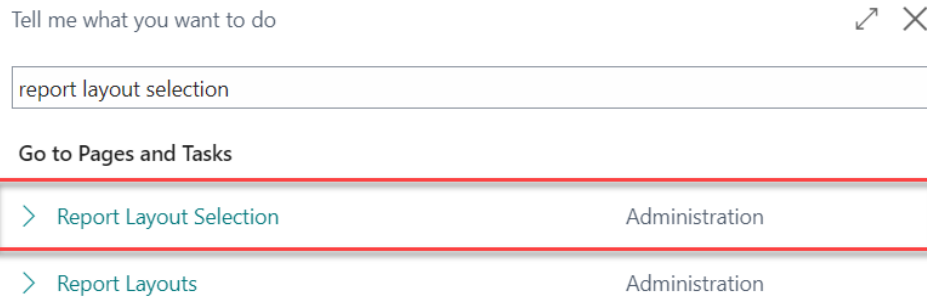 Tell me what you want to do
report layout selection
Go to Pages and Tasks
Report Layout Selection Administration
Report Layouts Administration